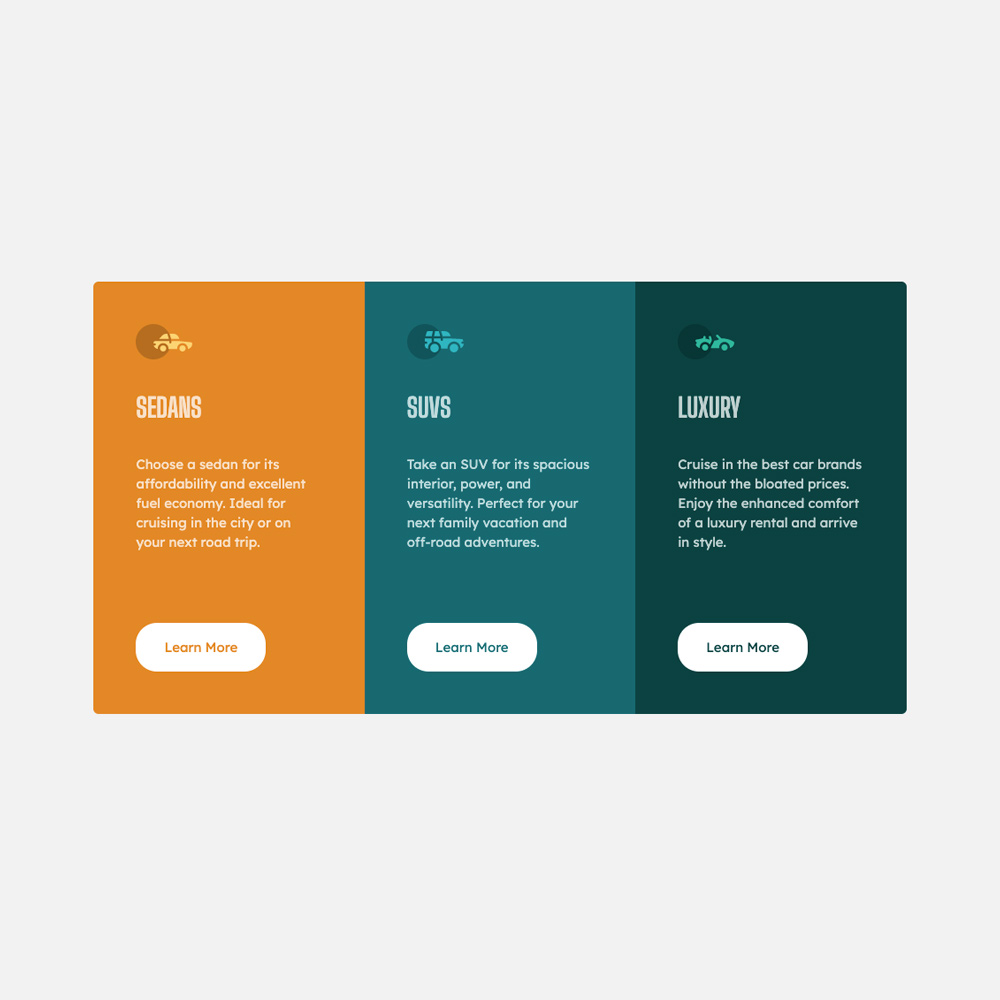 SEDANS
Choose a sedan for its
affordability and excellent
fuel economy. Ideal for
cruising in the city or on
your next road trip.
Learn More
SUVS
Take an SUV for its spacious
interior, power, and
versatility. Perfect for your
next family vacation and
off-road adventures.
Learn More
LUXURY
Cruise in the best car brands
without the bloated prices.
Enjoy the enhanced comfort
of a luxury rental and arrive
in style.
Learn More